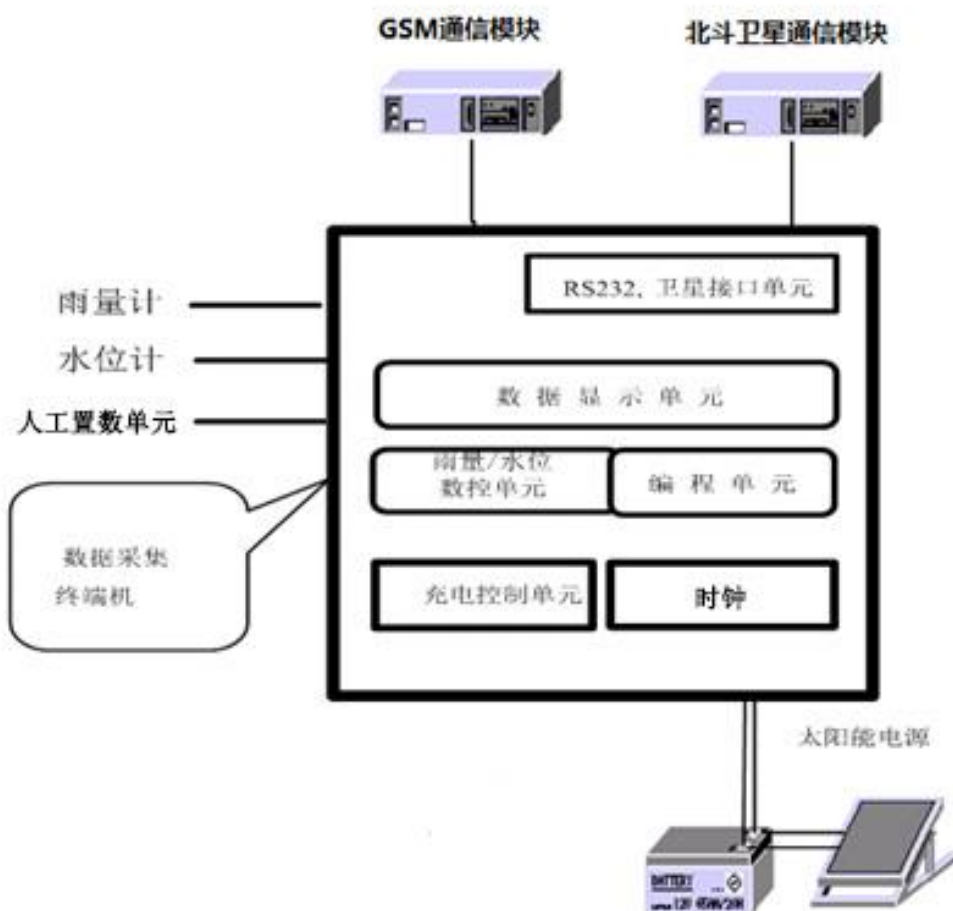 GSM通信模块
北斗卫星通信模块
RS232, 卫星接口单元
雨量计
水位计
人工置数单元
数据显示单元
雨量/水位
数控单元
编程单元
数据采集
终端机
充电控制单元
时钟
太阳能电源
BATTERY
12V